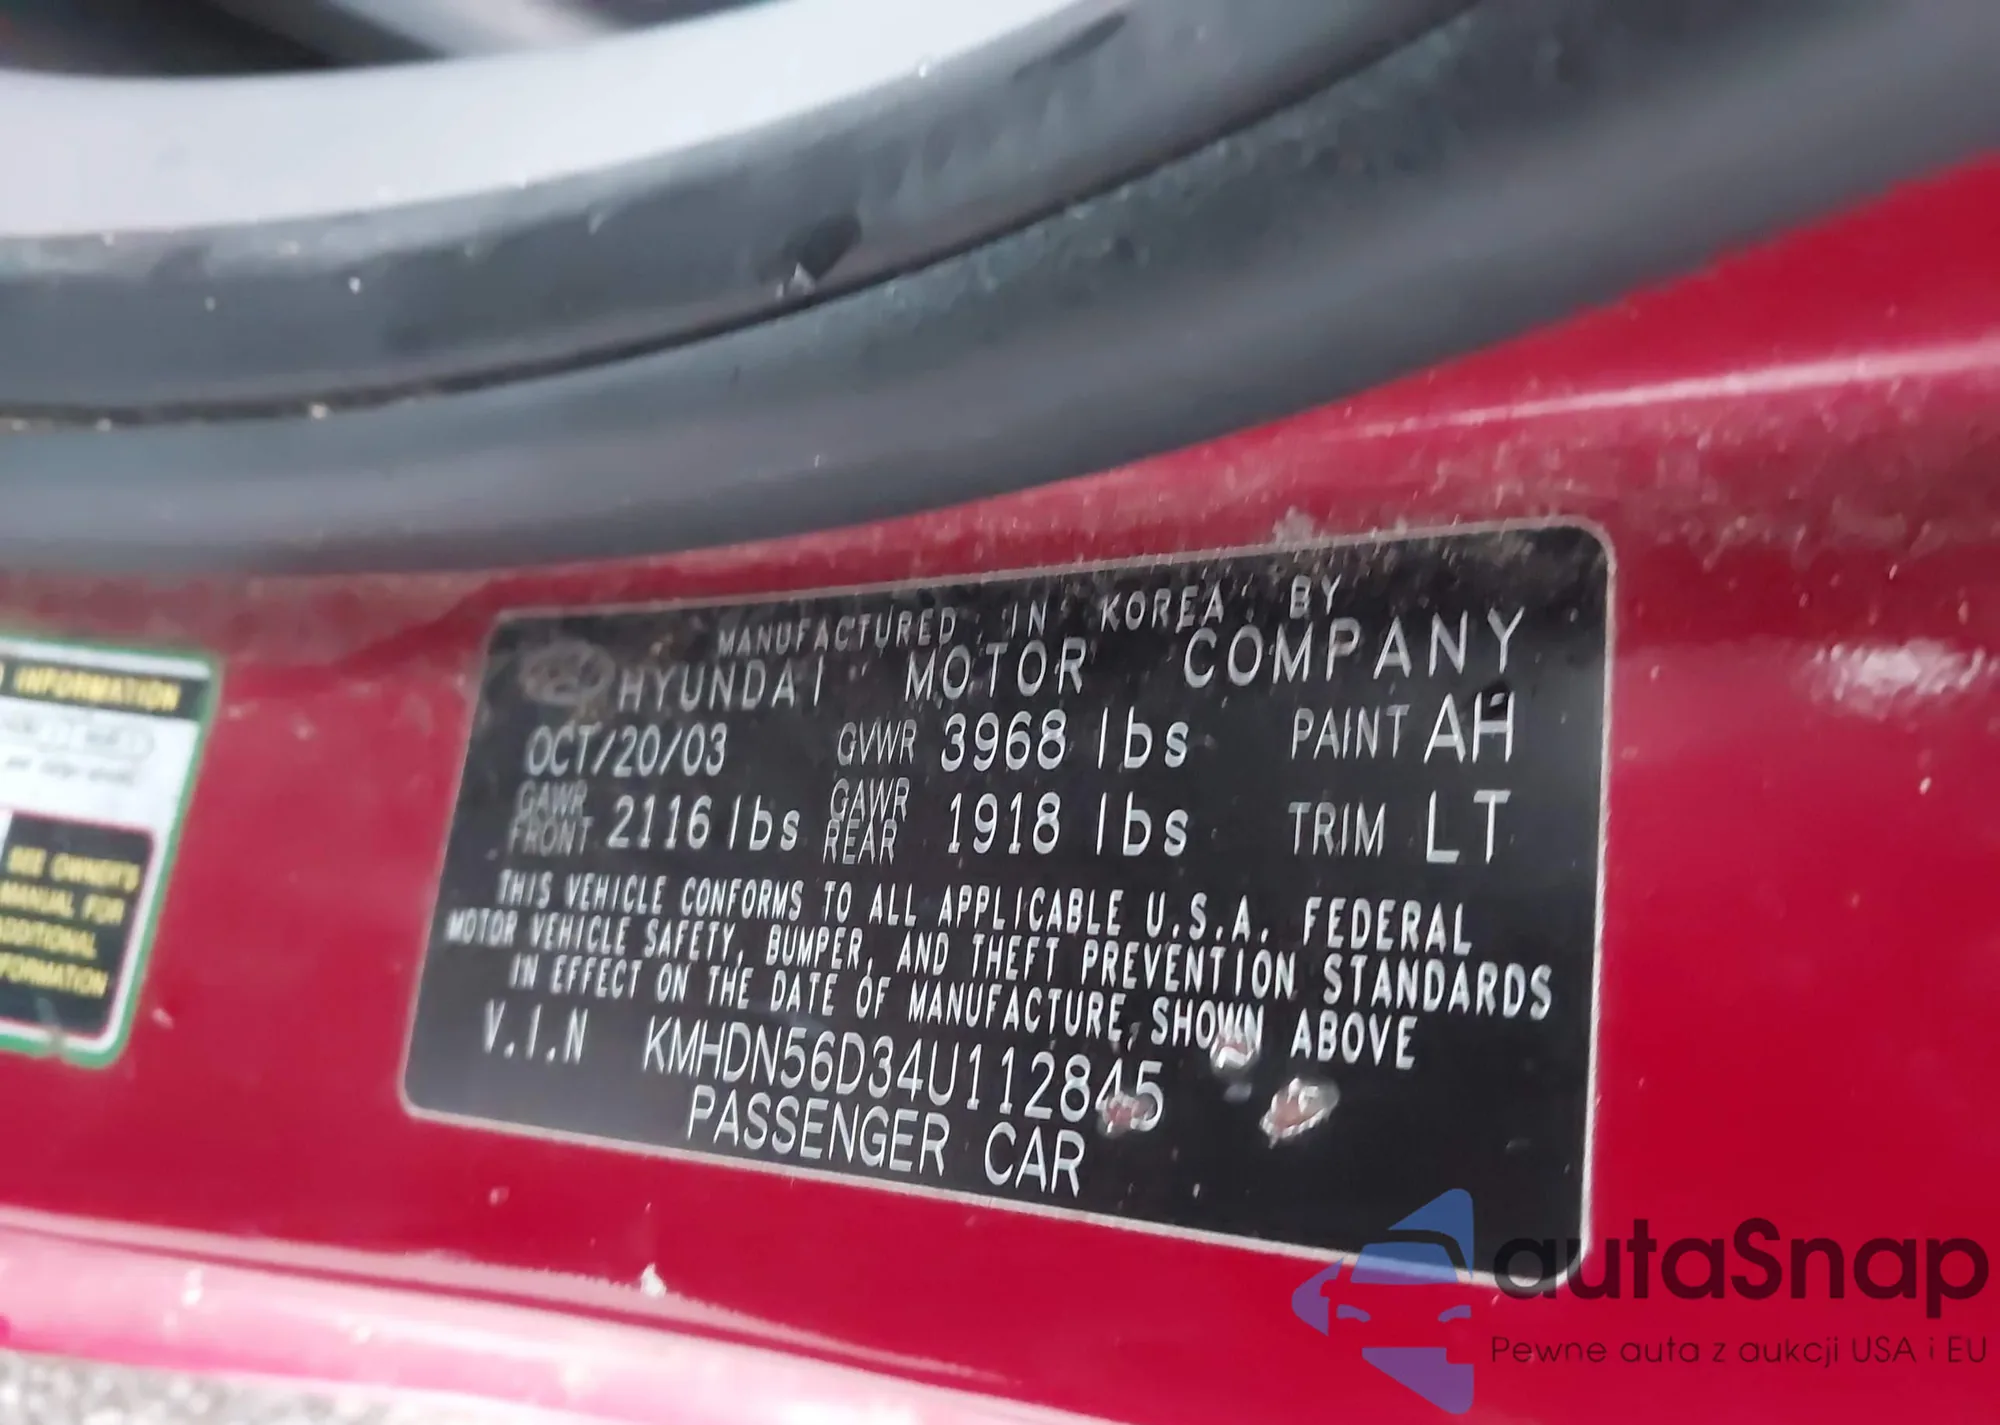 INFORMATION
SEE OWNER'S
MANUAL FOR
ADDITIONAL
INFORMATION
MANUFACTURED IN KOREA BY
HYUNDAI MOTOR COMPANY
OCT/20/03 GVWR 3968 lbs PAINT AH
GAWR FRONT 2116 lbs GAWR REAR 1918 lbs TRIM LT
THIS VEHICLE CONFORMS TO ALL APPLICABLE U.S.A. FEDERAL
MOTOR VEHICLE SAFETY, BUMPER, AND THEFT PREVENTION STANDARDS
IN EFFECT ON THE DATE OF MANUFACTURE, SHOWN ABOVE
V.I.N KMHDN56D34U112845
PASSENGER CAR
autaSnap
Pewne auta z aukcji USA i EU